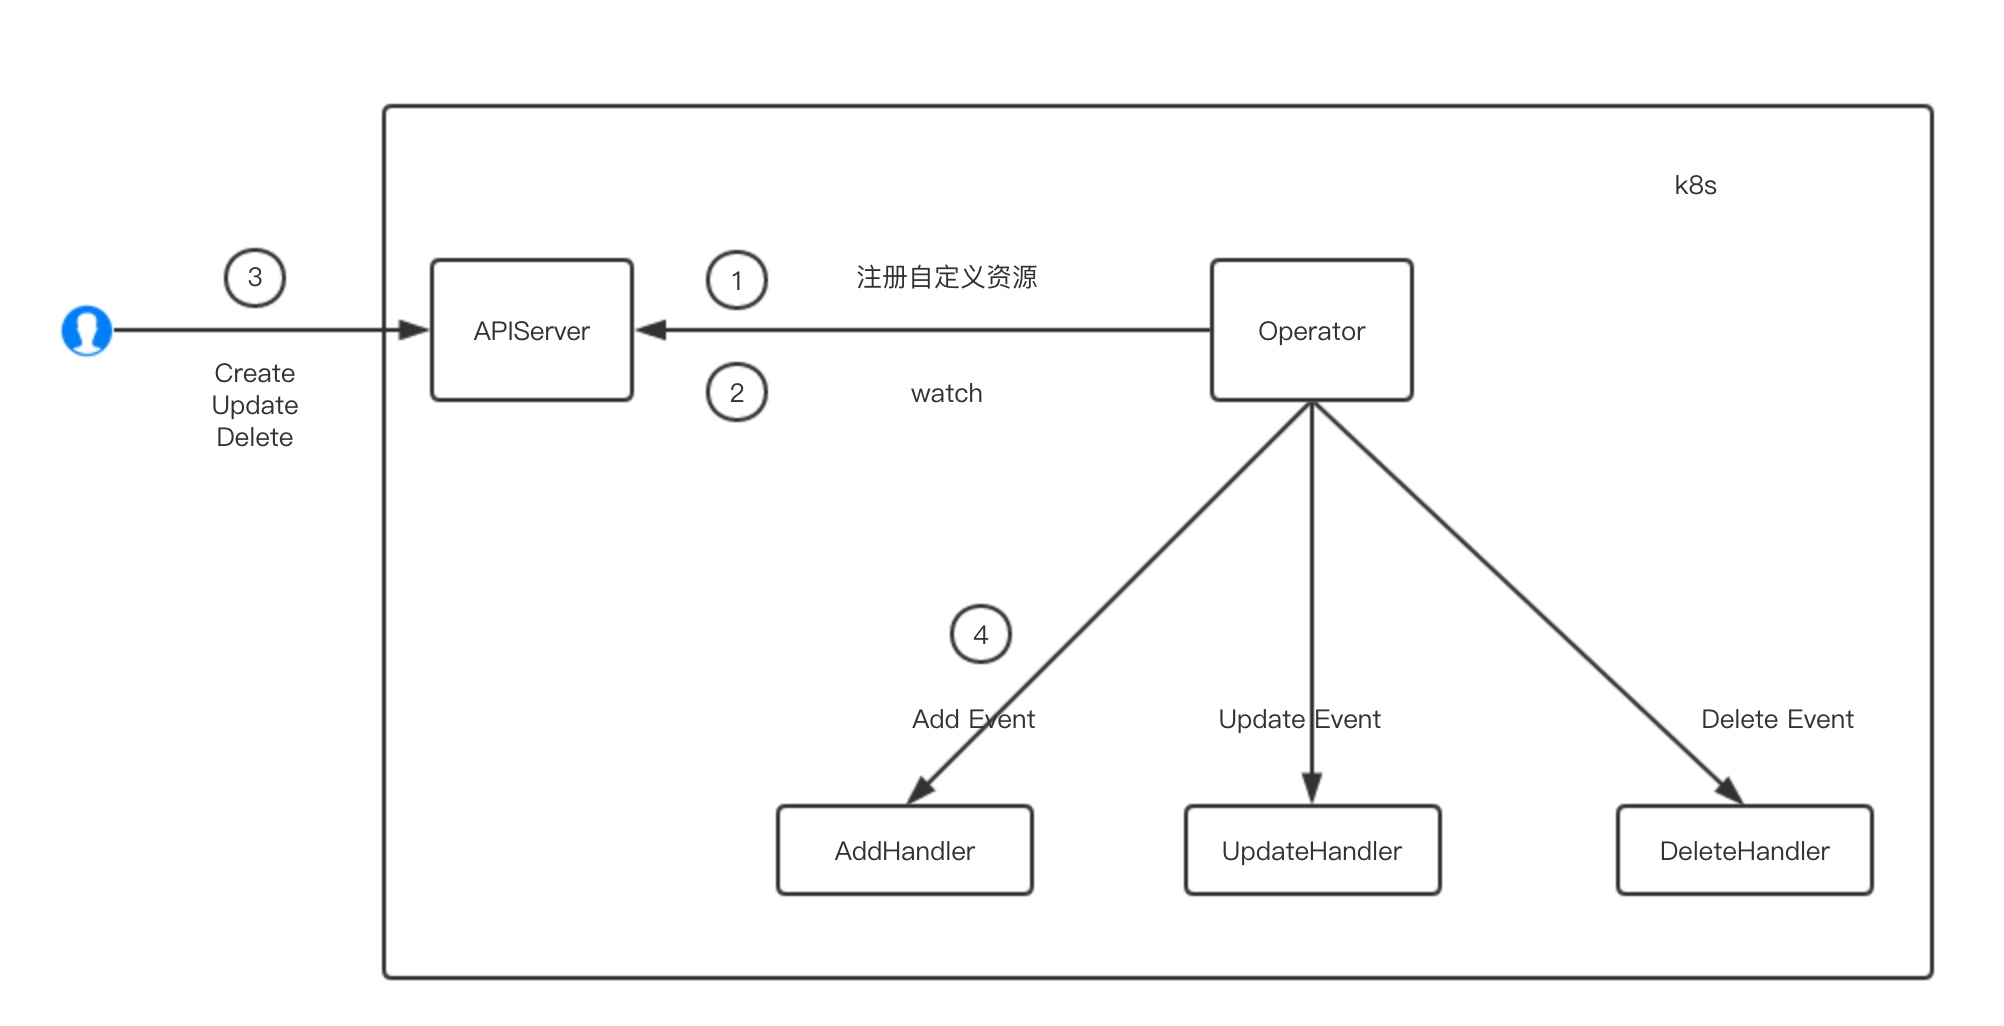 k8s
3
1
注册自定义资源
APIServer
Operator
Create
Update
Delete
2
watch
4
Add Event
Update Event
Delete Event
AddHandler
UpdateHandler
DeleteHandler